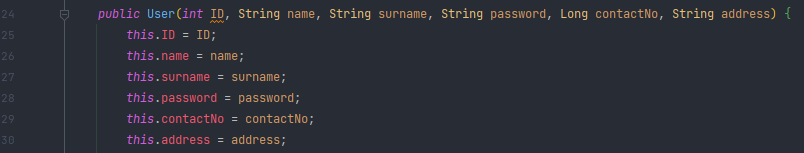 24 public User(int ID, String name, String surname, String password, Long contactNo, String address) {
25 this.ID = ID;
26 this.name = name;
27 this.surname = surname;
28 this.password = password;
29 this.contactNo = contactNo;
30 this.address = address;